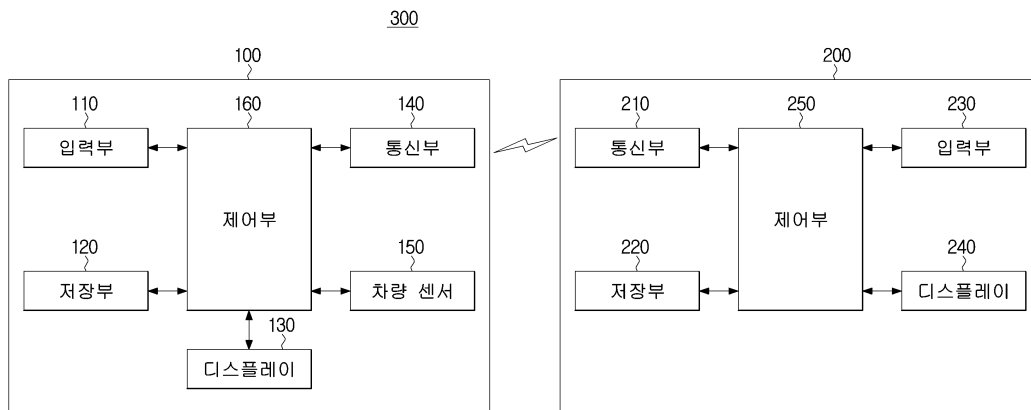 300
100
200
110
160
140
210
250
230
입력부
통신부
통신부
입력부
제어부
제어부
120
150
220
240
저장부
차량 센서
저장부
디스플레이
130
디스플레이